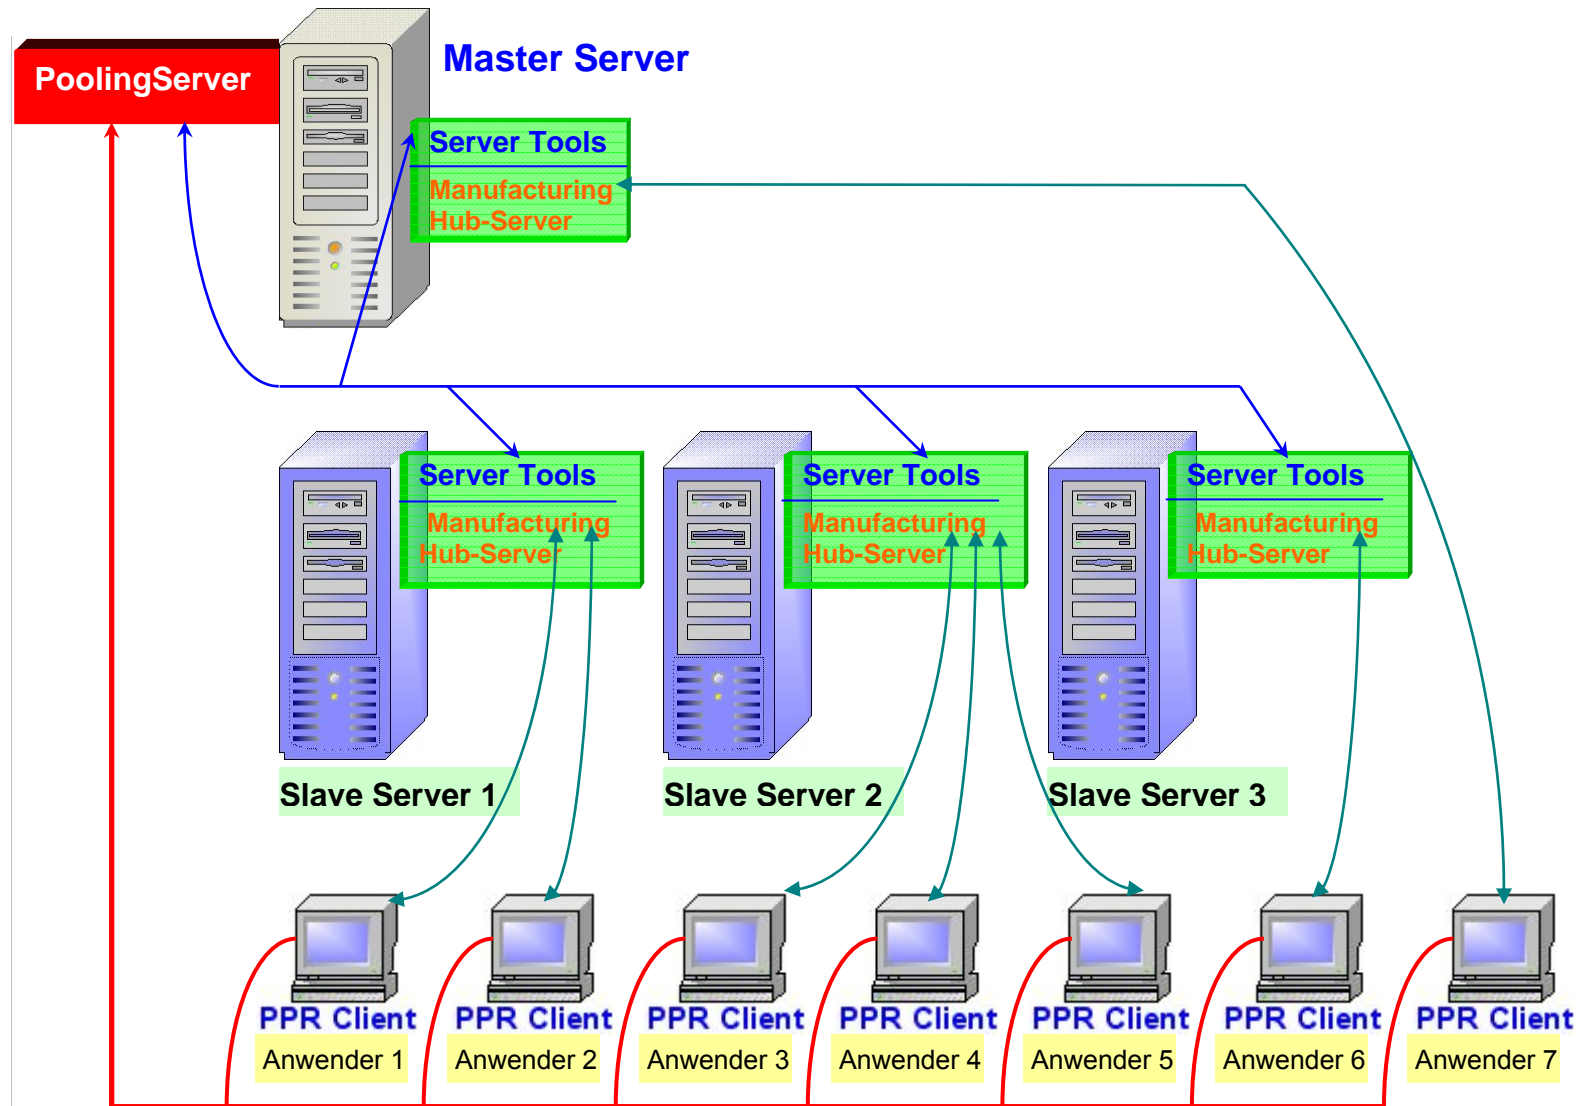 PoolingServer
Master Server
Server Tools
Manufacturing
Hub-Server
Server Tools
Manufacturing
Hub-Server
Server Tools
Manufacturing
Hub-Server
Server Tools
Manufacturing
Hub-Server
Slave Server 1
Slave Server 2
Slave Server 3
PPR Client
PPR Client
PPR Client
PPR Client
PPR Client
PPR Client
PPR Client
Anwender 1
Anwender 2
Anwender 3
Anwender 4
Anwender 5
Anwender 6
Anwender 7